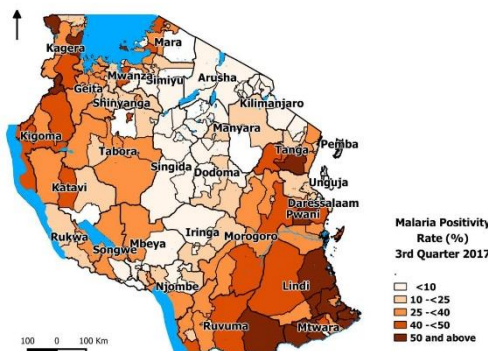 Kagera
Mara
Mwanza
Simiyu
Arusha
Geita
Shinyanga
Kilimanjaro
Manyara
Kigoma
Tabora
Tanga
Pemba
Singida
Dodoma
Unguja
Katavi
Daressalaam
Pwani
Rukwa
Songwe
Mbeya
Iringa
Morogoro
Njombe
Lindi
Ruvuma
Mtwara
Malaria Positivity
Rate (%)
3rd Quarter 2017
<10
10 -<25
25 -<40
40 -<50
50 and above
100 0 100 Km